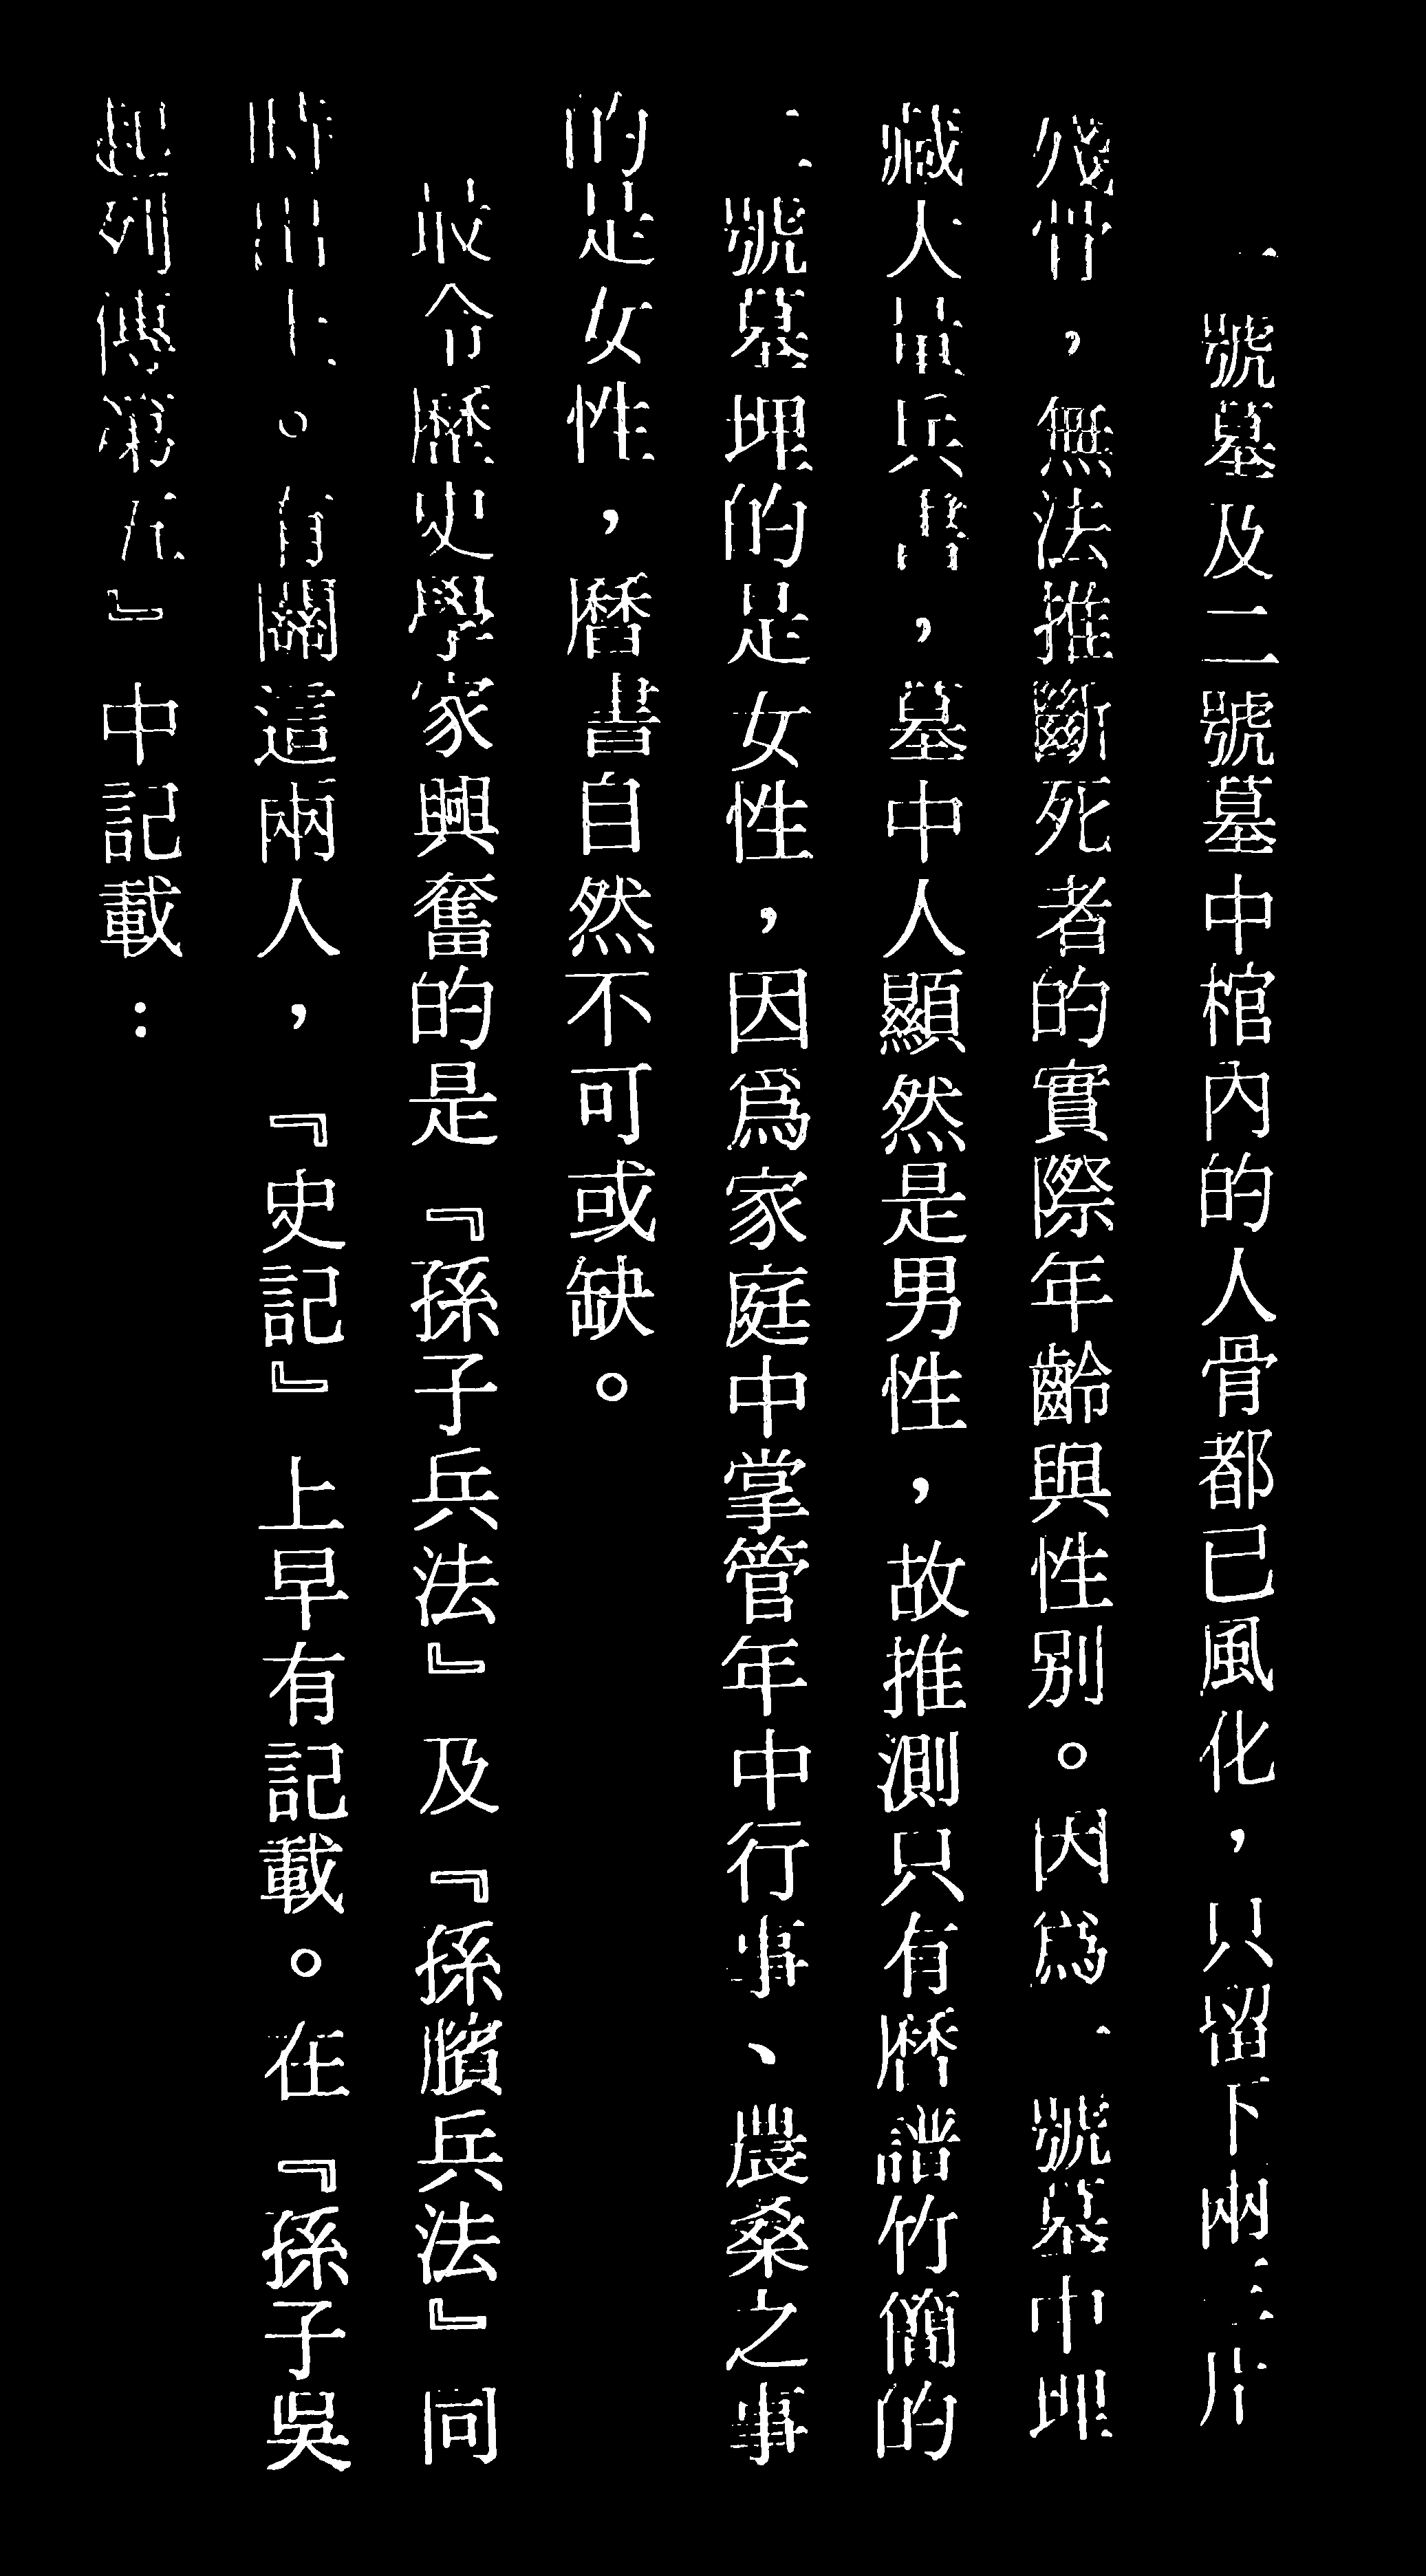 一號墓及二號墓中棺內的人骨都已風化，只留下兩三片
殘骨，無法推斷死者的實際年齡與性別。因爲一號墓中埋
藏大量兵書，墓中人顯然是男性，故推測只有曆譜竹簡的
二號墓埋的是女性，因爲家庭中掌管年中行事、農桑之事
的是女性，曆書自然不可或缺。
最令歷史學家興奮的是『孫子兵法』及『孫臏兵法』同
時出土。有關這兩人，『史記』上早有記載。在『孫子吳
起列傳第五』中記載：